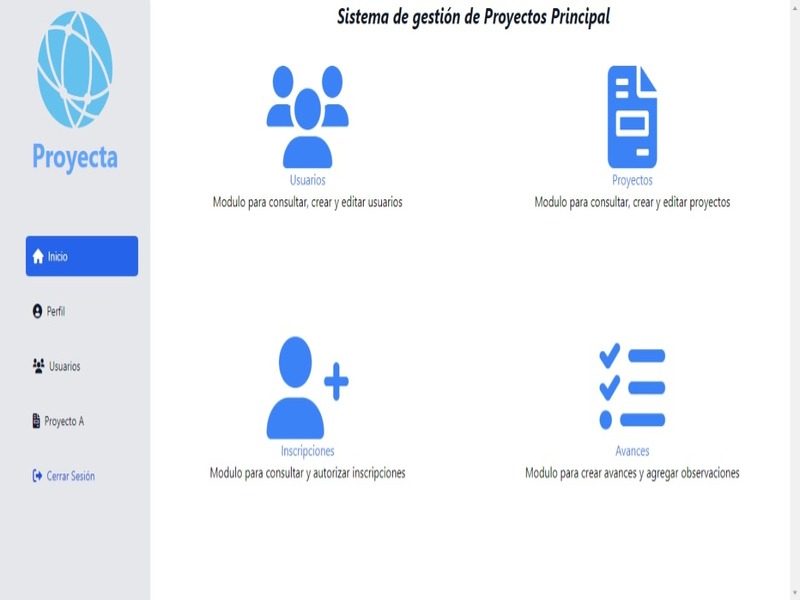 Sistema de gestión de Proyectos Principal
Proyecta
Inicio
Perfil
Usuarios
Proyecto A
Cerrar Sesión
Usuarios
Modulo para consultar, crear y editar usuarios
Proyectos
Modulo para consultar, crear y editar proyectos
Inscripciones
Modulo para consultar y autorizar inscripciones
Avances
Modulo para crear avances y agregar observaciones